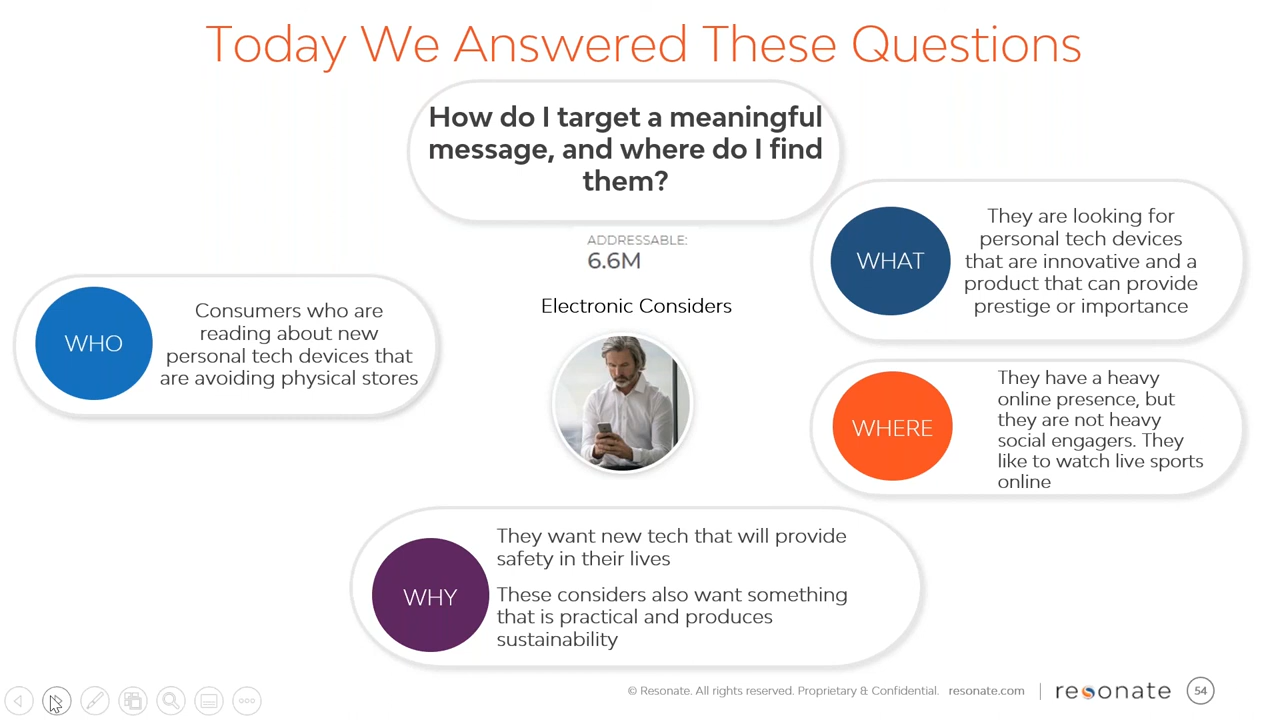 Today We Answered These Questions
How do I target a meaningful
message, and where do I find
them?
ADDRESSABLE:
6.6M
Electronic Considers
WHO
Consumers who are
reading about new
personal tech devices that
are avoiding physical stores
WHAT
They are looking for
personal tech devices
that are innovative and a
product that can provide
prestige or importance
WHERE
They have a heavy
online presence, but
they are not heavy
social engagers. They
like to watch live sports
online
WHY
They want new tech that will provide
safety in their lives
These considers also want something
that is practical and produces
sustainability
© Resonate. All rights reserved. Proprietary & Confidential. resonate.com | resonate 54